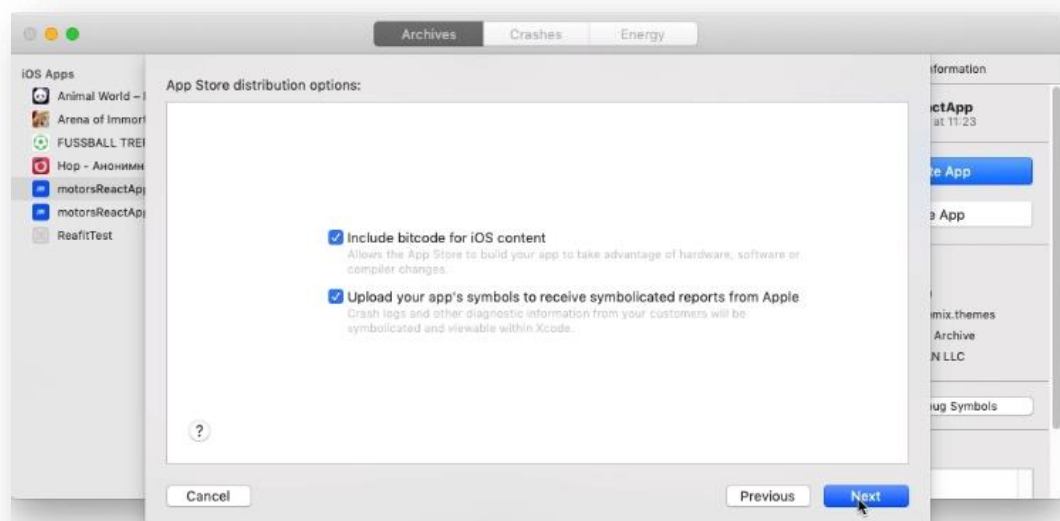 Archives
Crashes
Energy
iOS Apps
Animal World –
Arena of Immort
FUSSBALL TREF
Hop - Анонимн
motorsReactAp
motorsReactAp
ReafitTest
App Store distribution options:
Include bitcode for iOS content
Allows the App Store to build your app to take advantage of hardware, software or
compiler changes.
Upload your app's symbols to receive symbolicated reports from Apple
Crash logs and other diagnostic information from your customers will be
symbolicated and viewable within Xcode.
?
Cancel
Previous
Next
formation
ctApp
at 11:23
te App
App
mix.themes
Archive
N LLC
ug Symbols